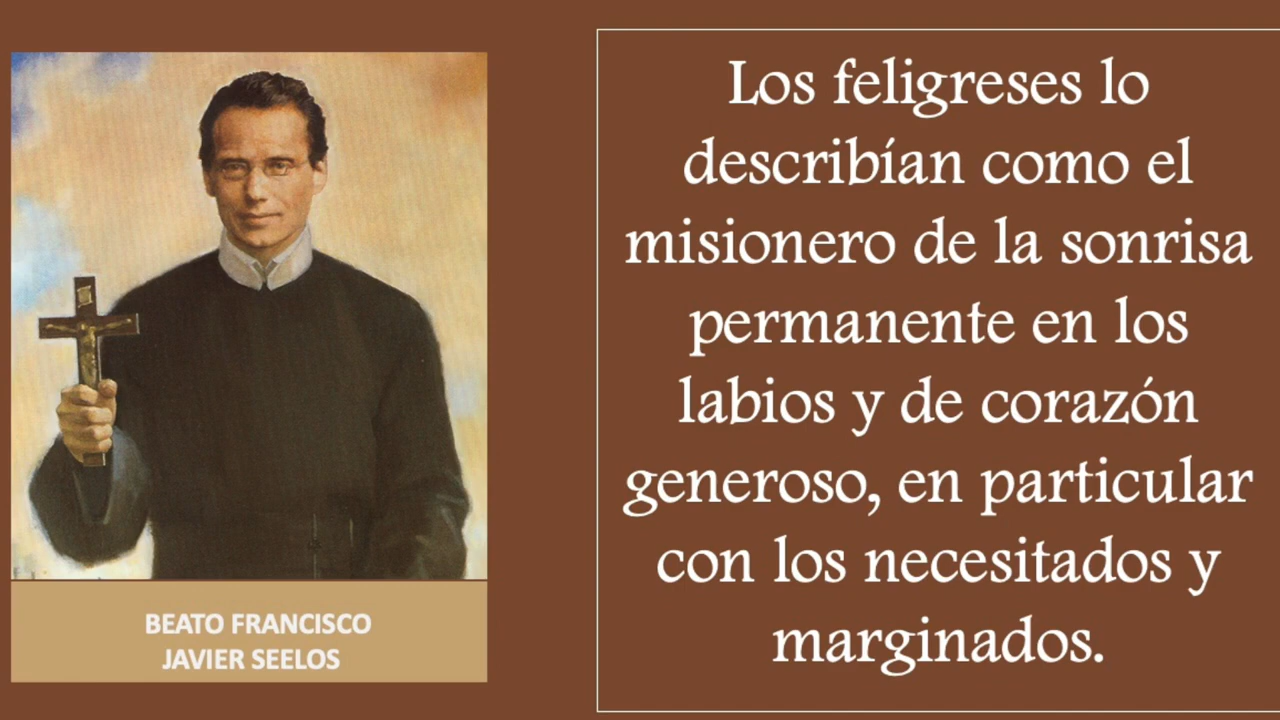 BEATO FRANCISCO
JAVIER SEELOS
Los feligreses lo
describían como el
misionero de la sonrisa
permanente en los
labios y de corazón
generoso, en particular
con los necesitados y
marginados.